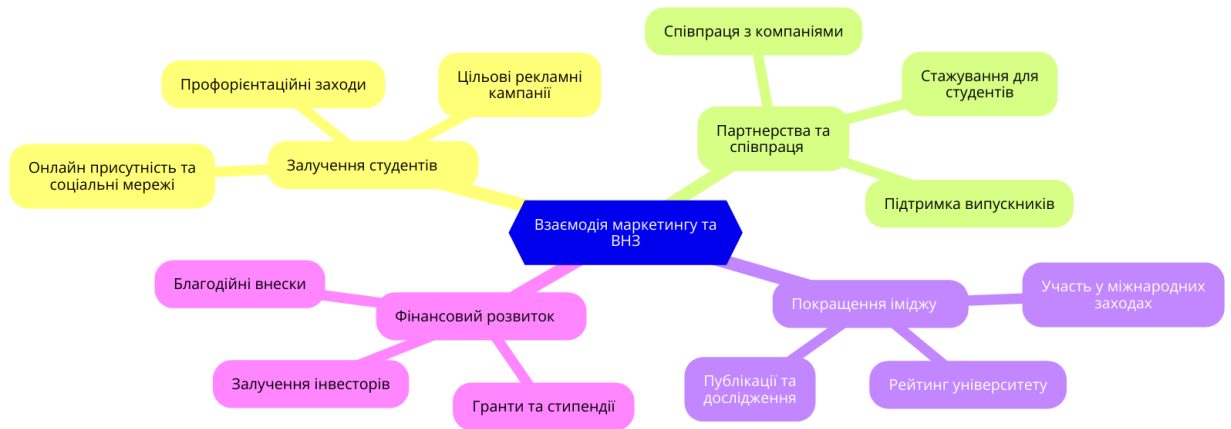 Співпраця з компаніями
Профорієнтаційні заходи
Цільові рекламні
кампанії
Стажування для
студентів
Партнерства та
співпраця
Онлайн присутність та
соціальні мережі
Залучення студентів
Підтримка випускників
Взаємодія маркетингу та
ВНЗ
Благодійні внески
Фінансовий розвиток
Покращення іміджу
Участь у міжнародних
заходах
Залучення інвесторів
Гранти та стипендії
Публікації та
дослідження
Рейтинг університету